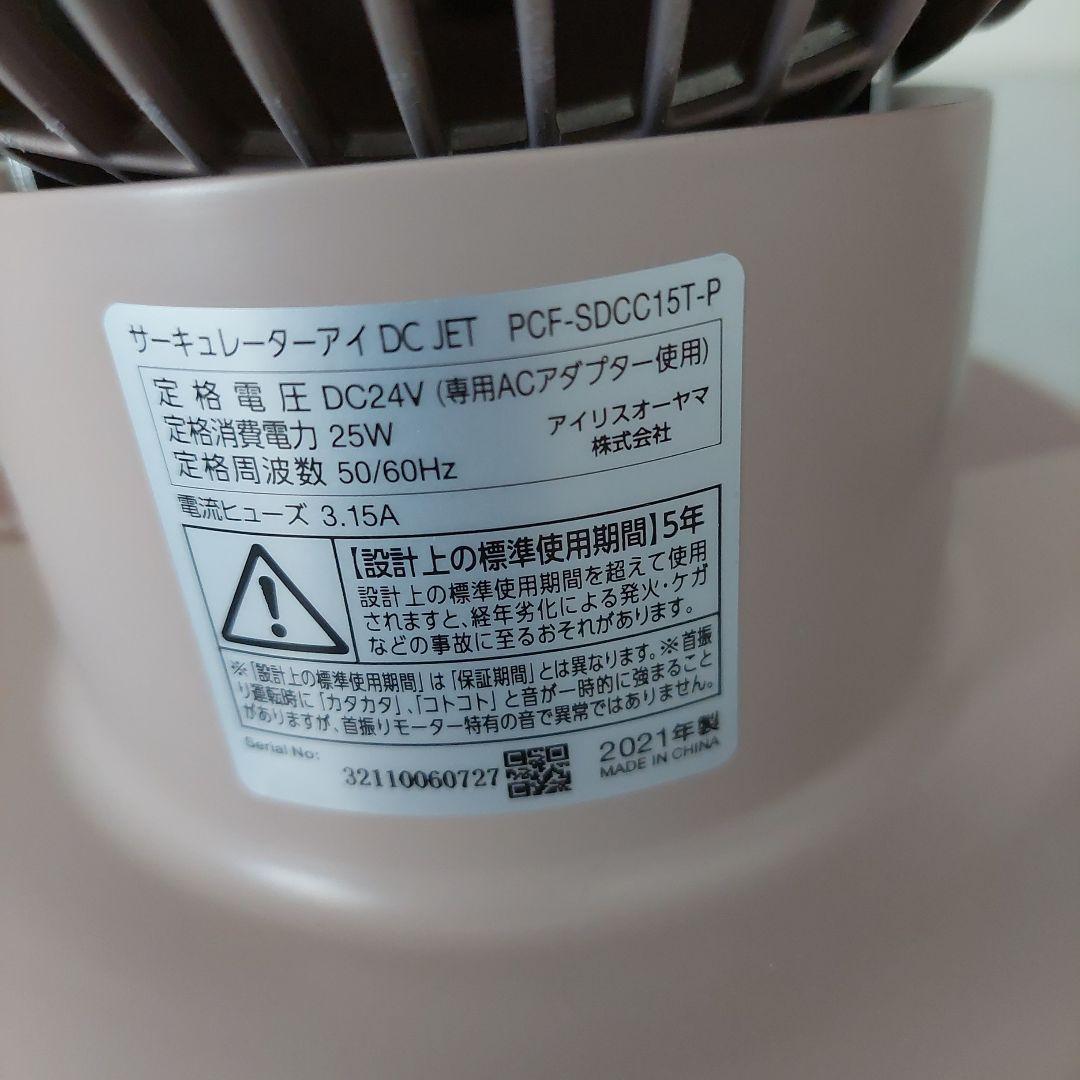 サーキュレーターアイ DC JET PCF-SDCC15T-P
定格電圧 DC24V (専用ACアダプター使用)
定格消費電力 25W
定格周波数 50/60Hz
アイリスオーヤマ
株式会社
電流ヒューズ 3.15A
【設計上の標準使用期間】5年
設計上の標準使用期間を超えて使用
されますと、経年劣化による発火・ケガ
などの事故に至るおそれがあります。
※「設計上の標準使用期間」は「保証期間」とは異なります。※首振
り運転時に「カタカタ」、「コトコト」と音が一時的に強まること
がありますが、首振りモーター特有の音で異常ではありません。
Serial No:
32110060727
2021年製
MADE IN CHINA